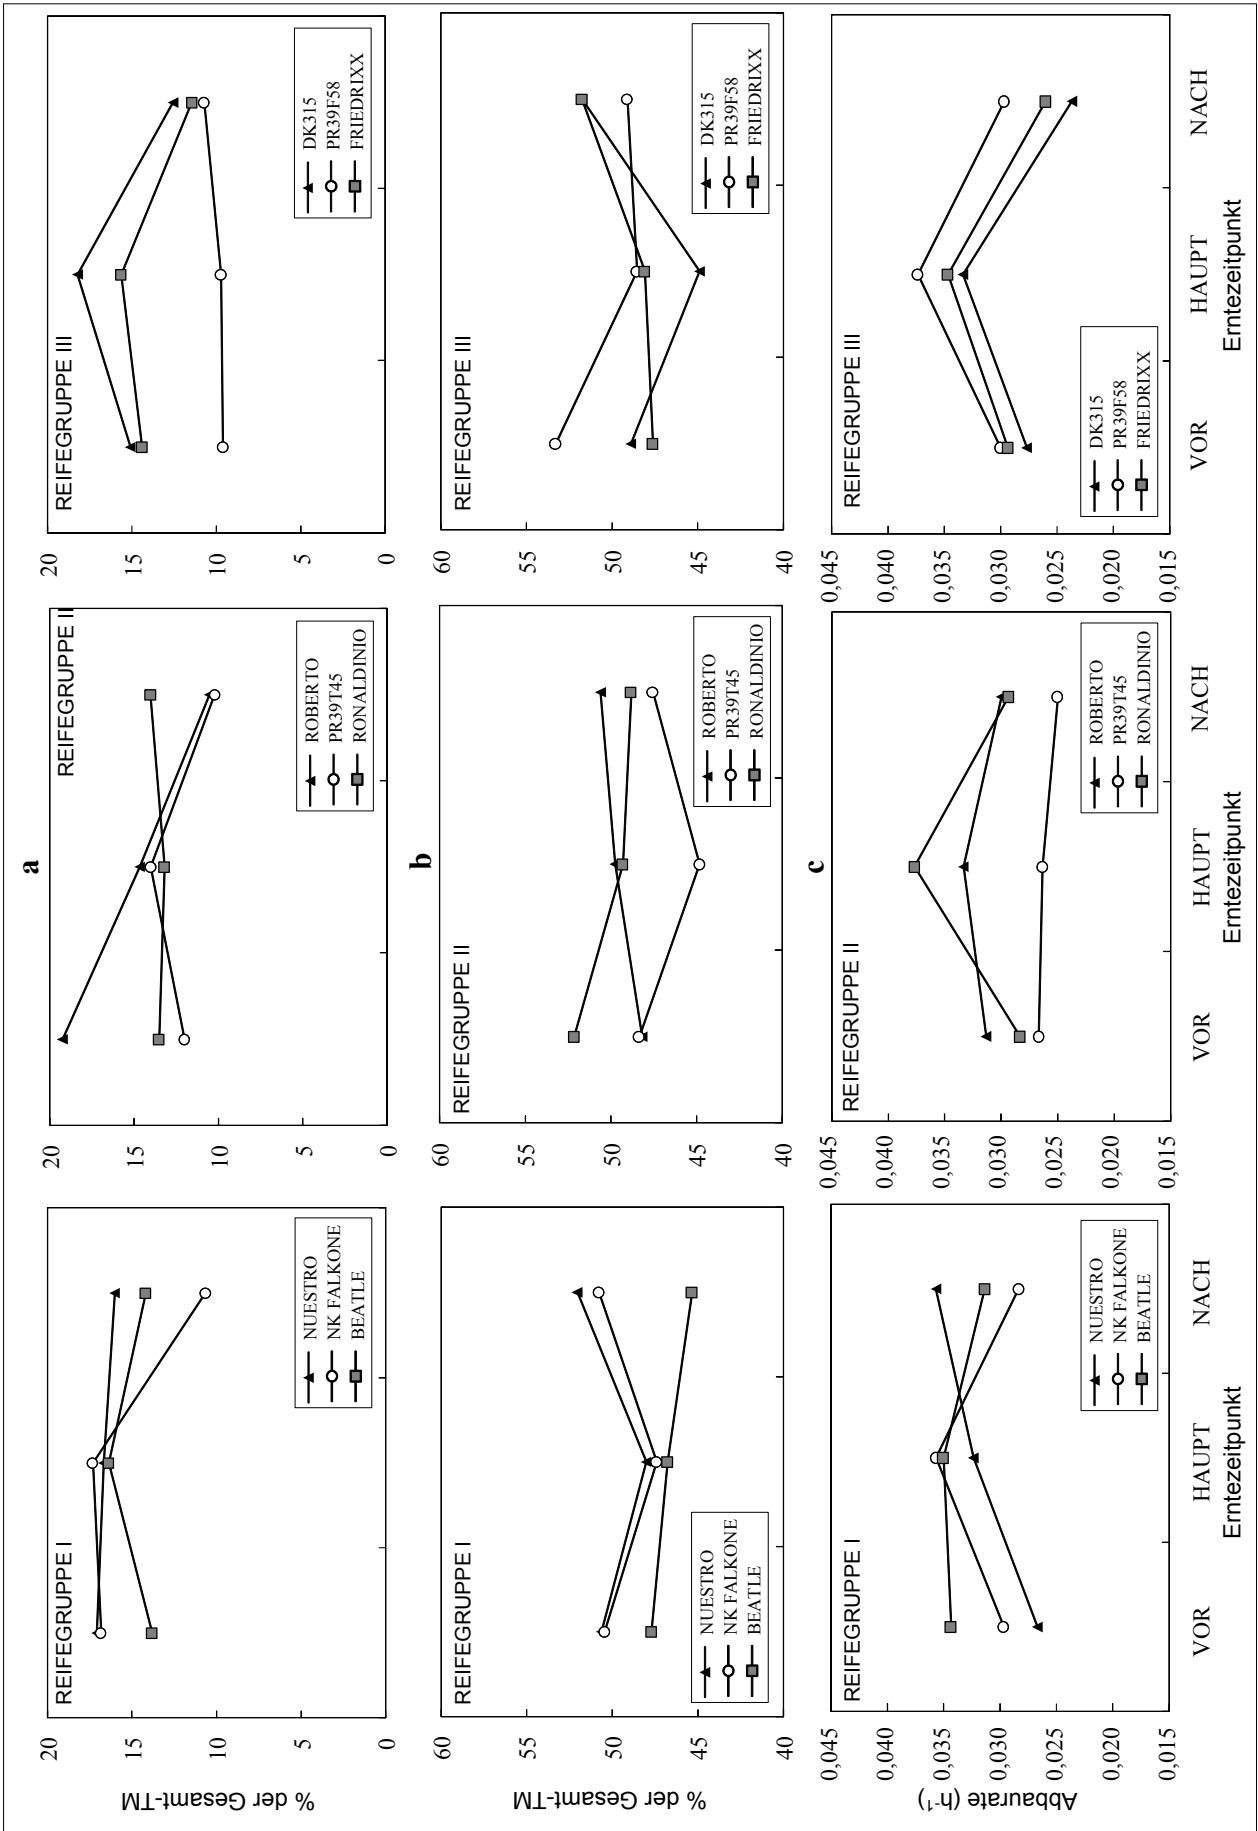 a
% der Gesamt-TM
20
15
10
5
0
REIFEGRUPPE I
NUESTRO
NK FALKONE
BEATLE
20
15
10
5
0
REIFEGRUPPE II
ROBERTO
PR39T45
RONALDINIO
20
15
10
5
0
REIFEGRUPPE III
DK315
PR39F58
FRIEDRIXX
b
% der Gesamt-TM
60
55
50
45
40
REIFEGRUPPE I
NUESTRO
NK FALKONE
BEATLE
60
55
50
45
40
REIFEGRUPPE II
ROBERTO
PR39T45
RONALDINIO
60
55
50
45
40
REIFEGRUPPE III
DK315
PR39F58
FRIEDRIXX
c
Abbaurate (h⁻¹)
0,045
0,040
0,035
0,030
0,025
0,020
0,015
REIFEGRUPPE I
NUESTRO
NK FALKONE
BEATLE
VOR HAUPT NACH
Erntezeitpunkt
0,045
0,040
0,035
0,030
0,025
0,020
0,015
REIFEGRUPPE II
ROBERTO
PR39T45
RONALDINIO
VOR HAUPT NACH
Erntezeitpunkt
0,045
0,040
0,035
0,030
0,025
0,020
0,015
REIFEGRUPPE III
DK315
PR39F58
FRIEDRIXX
VOR HAUPT NACH
Erntezeitpunkt